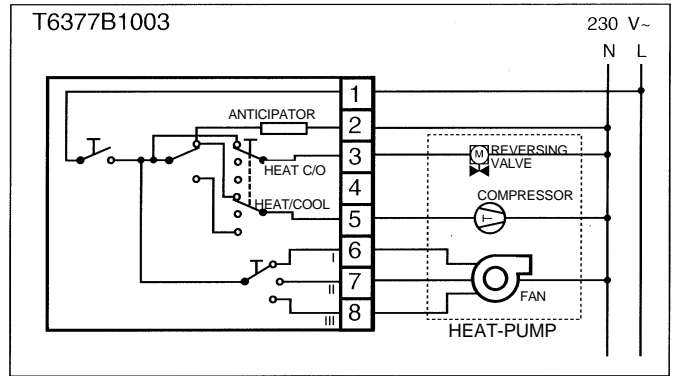 T6377B1003
230 V~
N L
1
ANTICIPATOR
2
3
REVERSING
VALVE
M
HEAT C/O
4
COMPRESSOR
HEAT/COOL
5
6
I
7
II
FAN
8
III
HEAT-PUMP